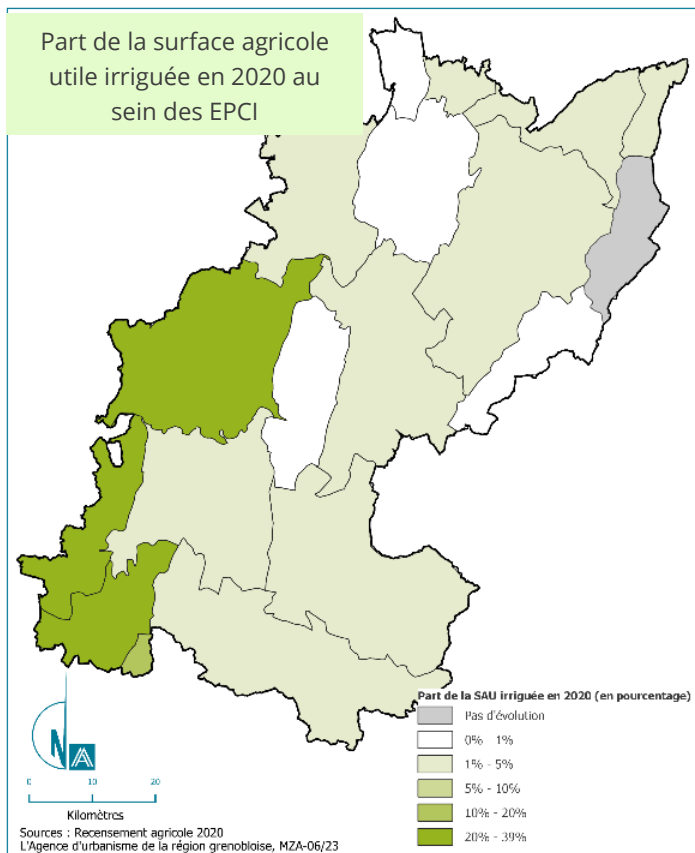 Part de la surface agricole
utile irriguée en 2020 au
sein des EPCI
Part de la SAU irriguée en 2020 (en pourcentage)
Pas d'évolution
0% - 1%
1% - 5%
5% - 10%
10% - 20%
20% - 39%
N
0 10 20
Kilomètres
Sources : Recensement agricole 2020
L'Agence d'urbanisme de la région grenobloise, MZA-06/23